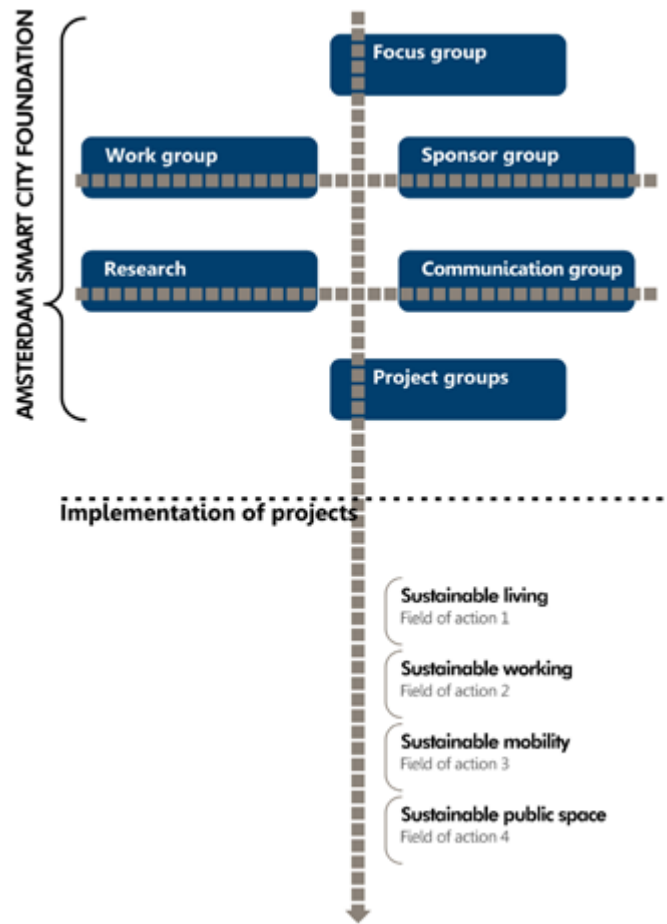 AMSTERDAM SMART CITY FOUNDATION
Focus group
Work group
Sponsor group
Research
Communication group
Project groups
Implementation of projects
Sustainable living
Field of action 1
Sustainable working
Field of action 2
Sustainable mobility
Field of action 3
Sustainable public space
Field of action 4